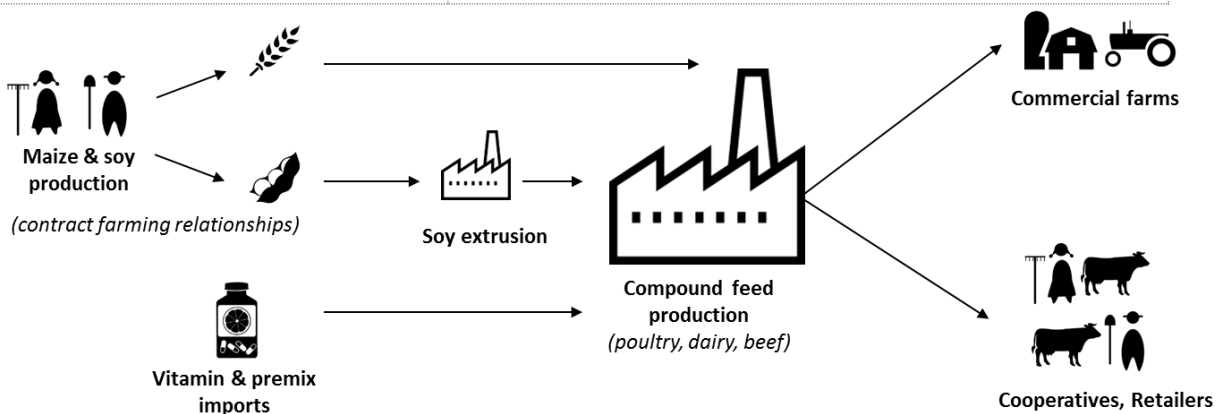 Maize & soy
production
(contract farming relationships)
Soy extrusion
Vitamin & premix
imports
Compound feed
production
(poultry, dairy, beef)
Commercial farms
Cooperatives, Retailers